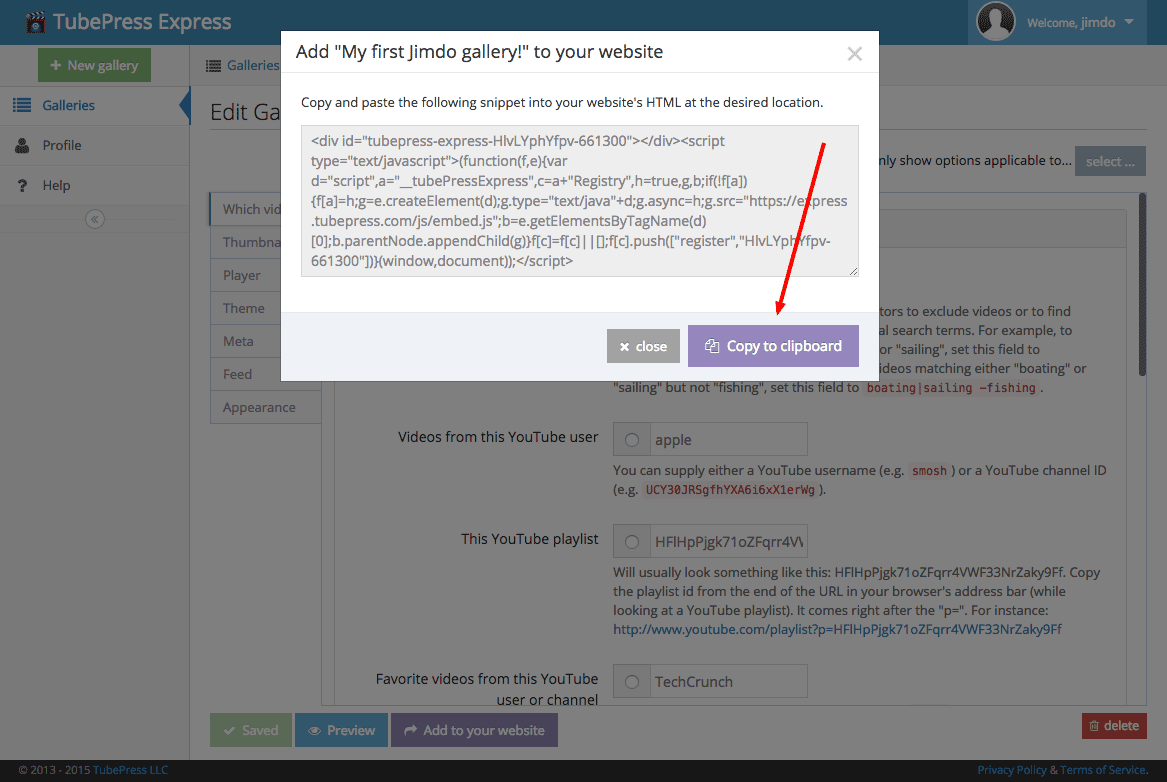 TubePress Express
Welcome, jimdo
New gallery
Galleries
Profile
Help
Galleries
Edit Ga
Add "My first Jimdo gallery!" to your website
Copy and paste the following snippet into your website's HTML at the desired location.
<div id="tubepress-express-HlvLYphYfpv-661300"></div><script
type="text/javascript">(function(f,e){var
d="script",a="__tubePressExpress",c=a+"Registry",h=true,g,b;if(!f[a])
{f[a]=h;g=e.createElement(d);g.type="text/java"+d;g.async=h;g.src="https://express
.tubepress.com/js/embed.js";b=e.getElementsByTagName(d)
[0];b.parentNode.appendChild(g)}f[c]=f[c]||[];f[c].push(["register","HlvLYphYfpv-
661300"])}(window,document));</script>
close
Copy to clipboard
nly show options applicable to...
select ...
Which vid
Thumbna
Player
Theme
Meta
Feed
Appearance
tors to exclude videos or to find
al search terms. For example, to
or "sailing", set this field to
ideos matching either "boating" or
"sailing" but not "fishing", set this field to boating|sailing -fishing.
Videos from this YouTube user
apple
You can supply either a YouTube username (e.g. smosh) or a YouTube channel ID
(e.g. UCY30JRSgfhYXA6i6xX1erWg).
This YouTube playlist
HFlHpPjgk71oZFqrr4V
Will usually look something like this: HFlHpPjgk71oZFqrr4VWF33NrZaky9Ff. Copy
the playlist id from the end of the URL in your browser's address bar (while
looking at a YouTube playlist). It comes right after the "p=". For instance:
http://www.youtube.com/playlist?p=HFlHpPjgk71oZFqrr4VWF33NrZaky9Ff
Favorite videos from this YouTube
user or channel
TechCrunch
Saved
Preview
Add to your website
delete
© 2013 - 2015 TubePress LLC
Privacy Policy & Terms of Service.